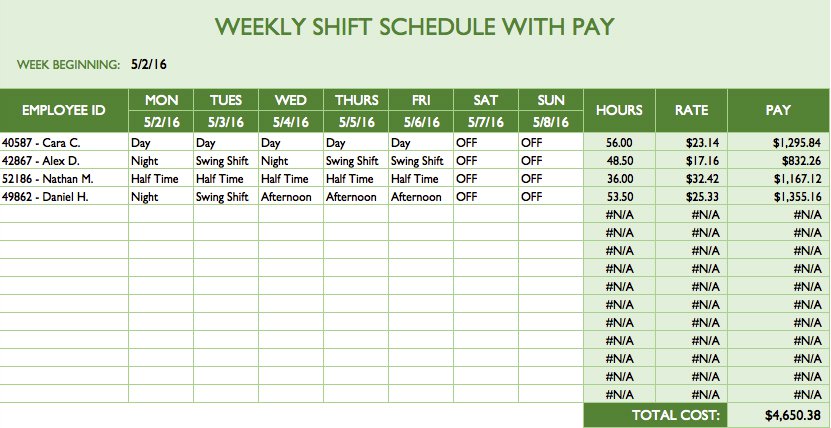 WEEKLY SHIFT SCHEDULE WITH PAY
WEEK BEGINNING: 5/2/16
EMPLOYEE ID MON TUES WED THURS FRI SAT SUN HOURS RATE PAY
5/2/16 5/3/16 5/4/16 5/5/16 5/6/16 5/7/16 5/8/16
40587 - Cara C. Day Day Day Day Day OFF OFF 56.00 $23.14 $1,295.84
42867 - Alex D. Night Swing Shift Night Swing Shift Swing Shift OFF OFF 48.50 $17.16 $832.26
52186 - Nathan M. Half Time Half Time Half Time Half Time Half Time OFF OFF 36.00 $32.42 $1,167.12
49862 - Daniel H. Night Swing Shift Afternoon Afternoon Afternoon OFF OFF 53.50 $25.33 $1,355.16
#N/A #N/A #N/A
#N/A #N/A #N/A
#N/A #N/A #N/A
#N/A #N/A #N/A
#N/A #N/A #N/A
#N/A #N/A #N/A
#N/A #N/A #N/A
#N/A #N/A #N/A
#N/A #N/A #N/A
#N/A #N/A #N/A
#N/A #N/A #N/A
TOTAL COST: $4,650.38